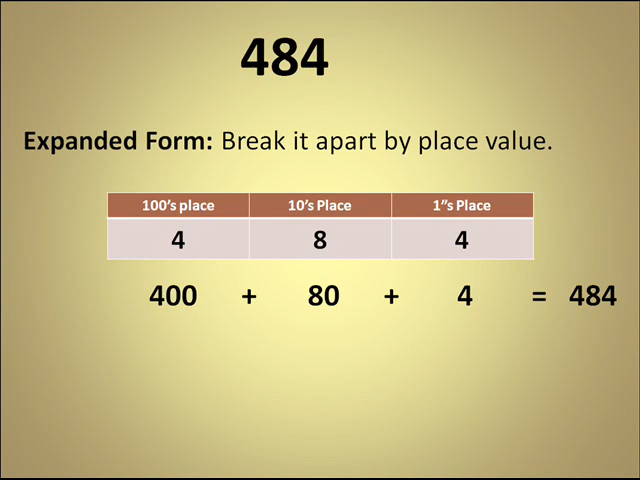 484
Expanded Form: Break it apart by place value.
100's place 10's Place 1"s Place
4 8 4
400 + 80 + 4 = 484